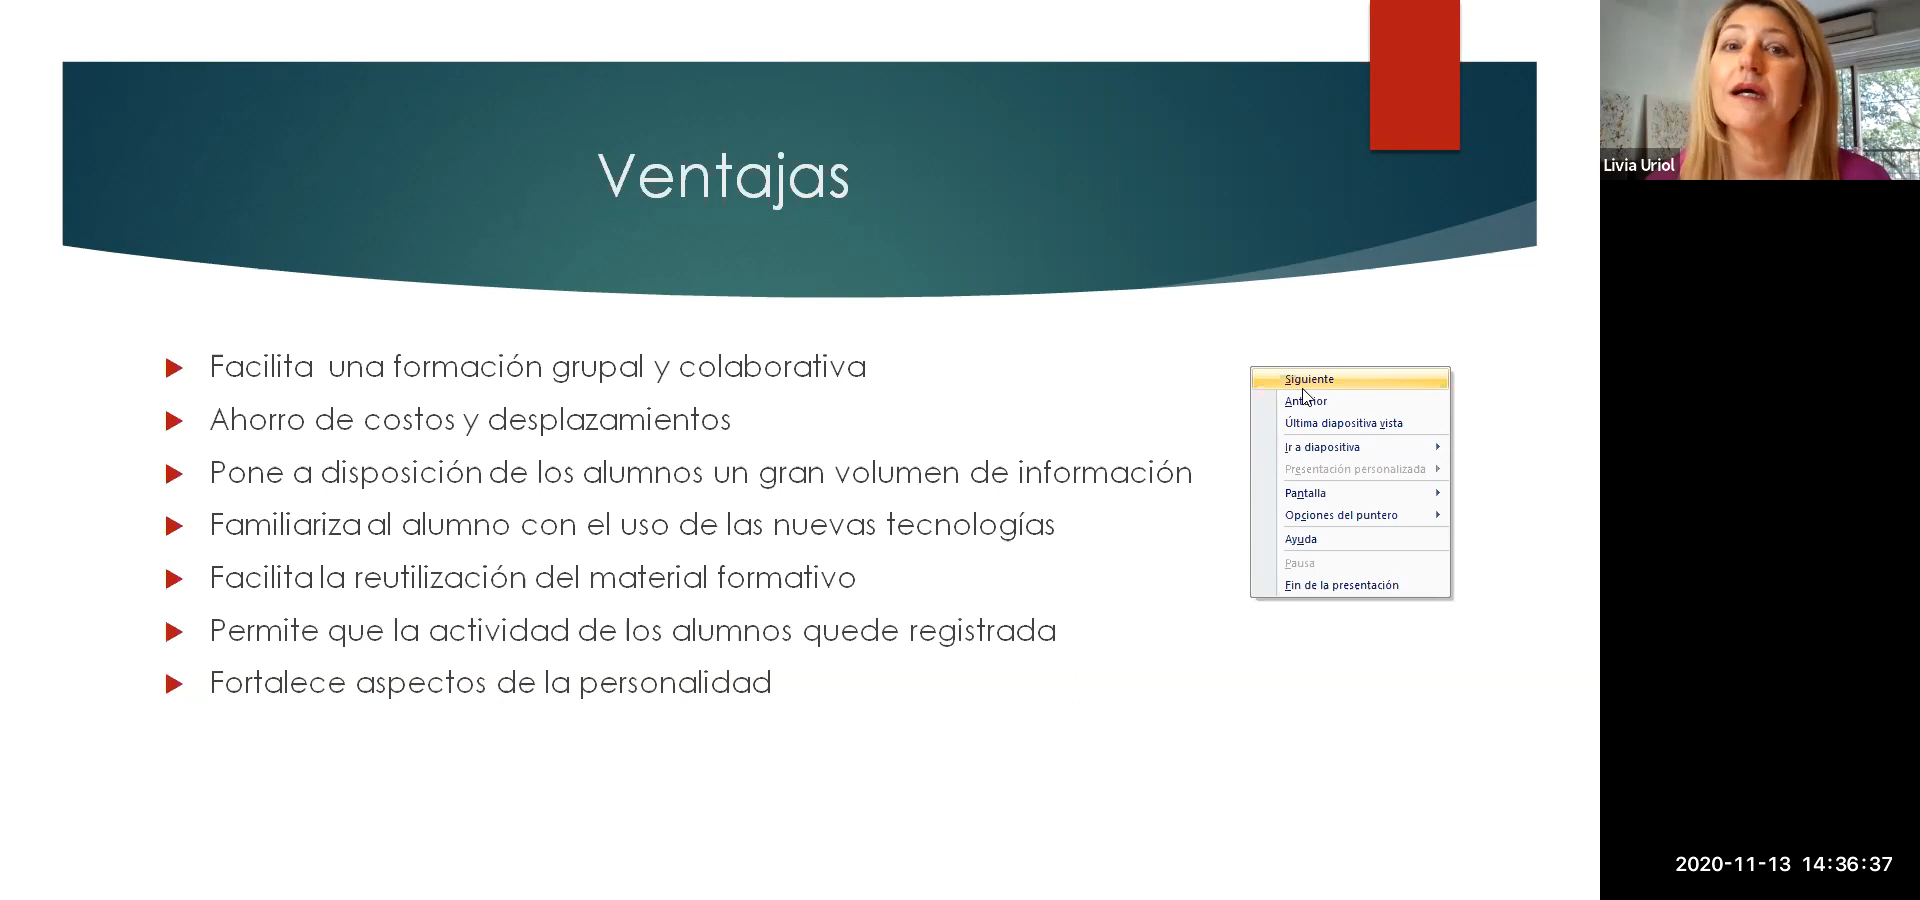 Ventajas
Facilita una formación grupal y colaborativa
Ahorro de costos y desplazamientos
Pone a disposición de los alumnos un gran volumen de información
Familiariza al alumno con el uso de las nuevas tecnologías
Facilita la reutilización del material formativo
Permite que la actividad de los alumnos quede registrada
Fortalece aspectos de la personalidad
Siguiente
Anterior
Última diapositiva vista
Ir a diapositiva
Presentación personalizada
Pantalla
Opciones del puntero
Ayuda
Pausa
Fin de la presentación
Livia Uriol
2020-11-13 14:36:37